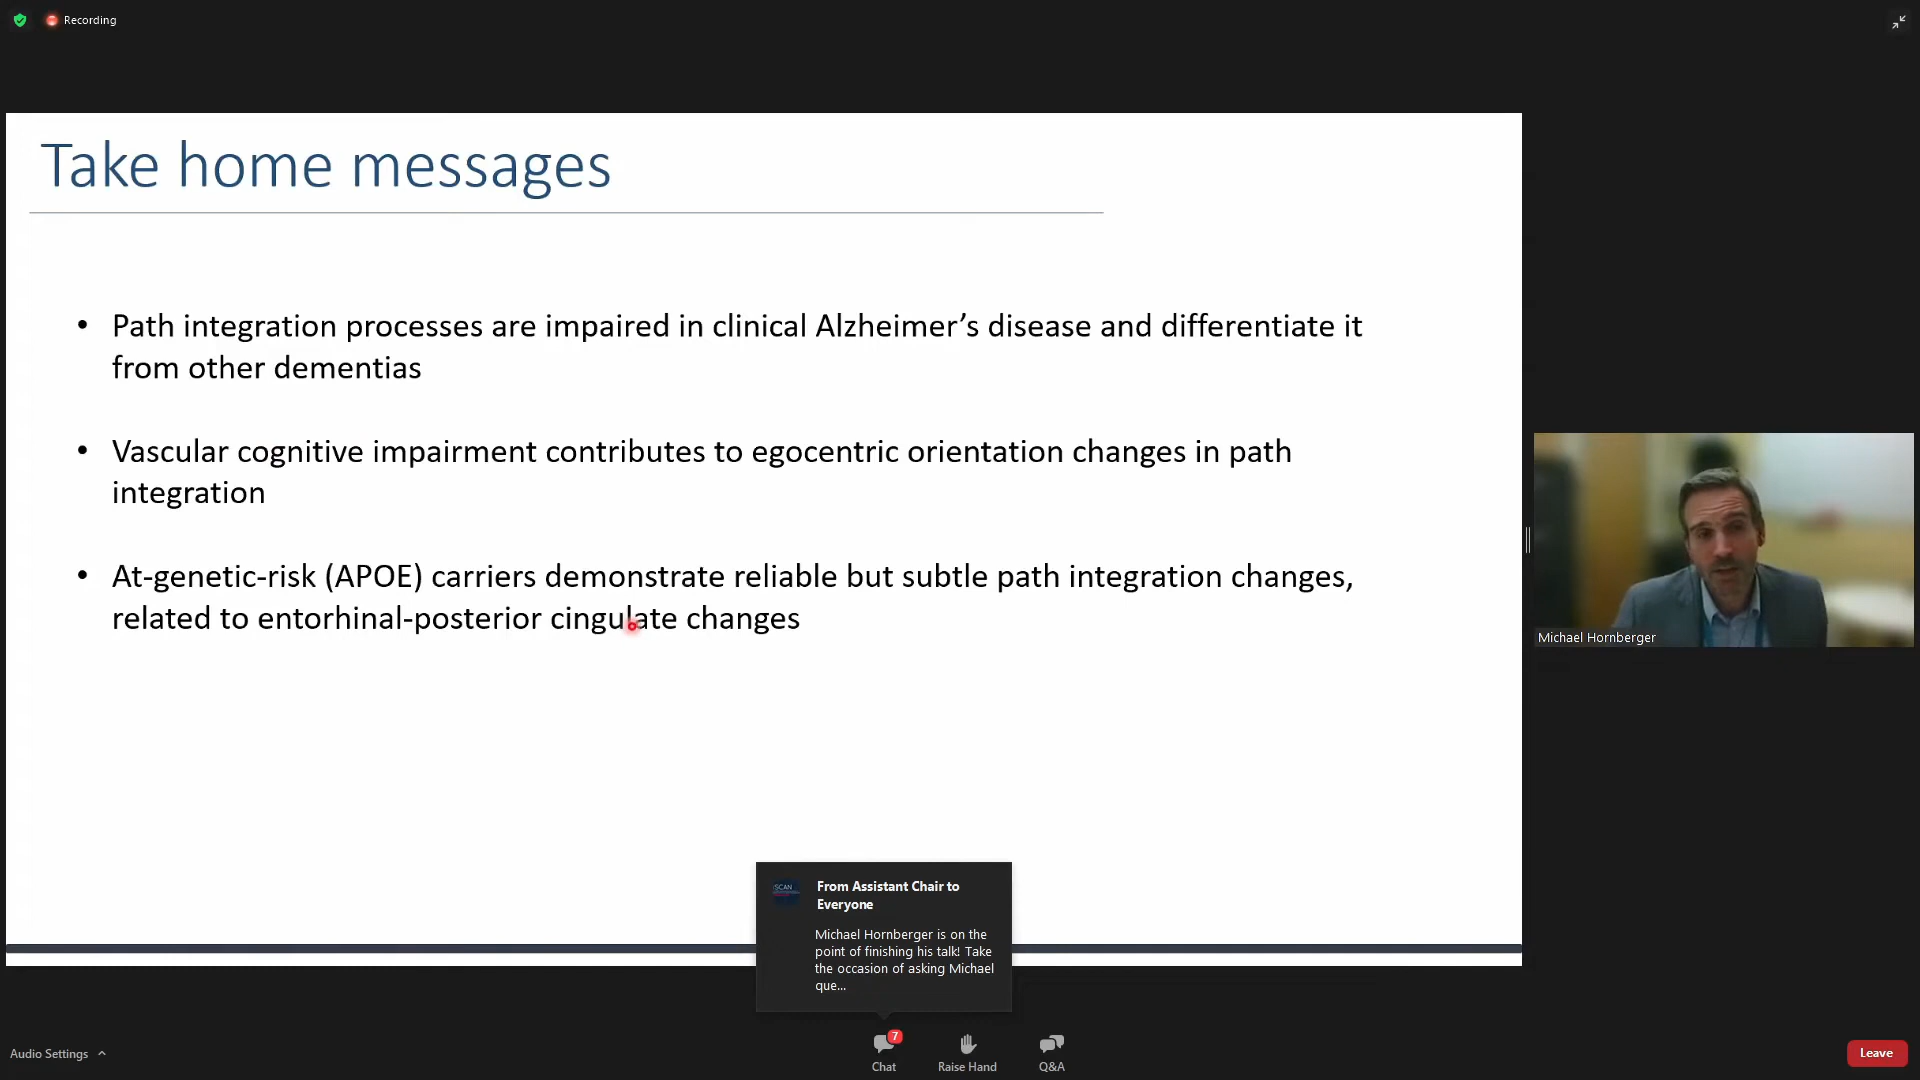 Recording
Take home messages
• Path integration processes are impaired in clinical Alzheimer’s disease and differentiate it
from other dementias
• Vascular cognitive impairment contributes to egocentric orientation changes in path
integration
• At-genetic-risk (APOE) carriers demonstrate reliable but subtle path integration changes,
related to entorhinal-posterior cingulate changes
Michael Hornberger
SCAN
From Assistant Chair to
Everyone
Michael Hornberger is on the
point of finishing his talk! Take
the occasion of asking Michael
que...
Audio Settings
7
Chat
Raise Hand
Q&A
Leave